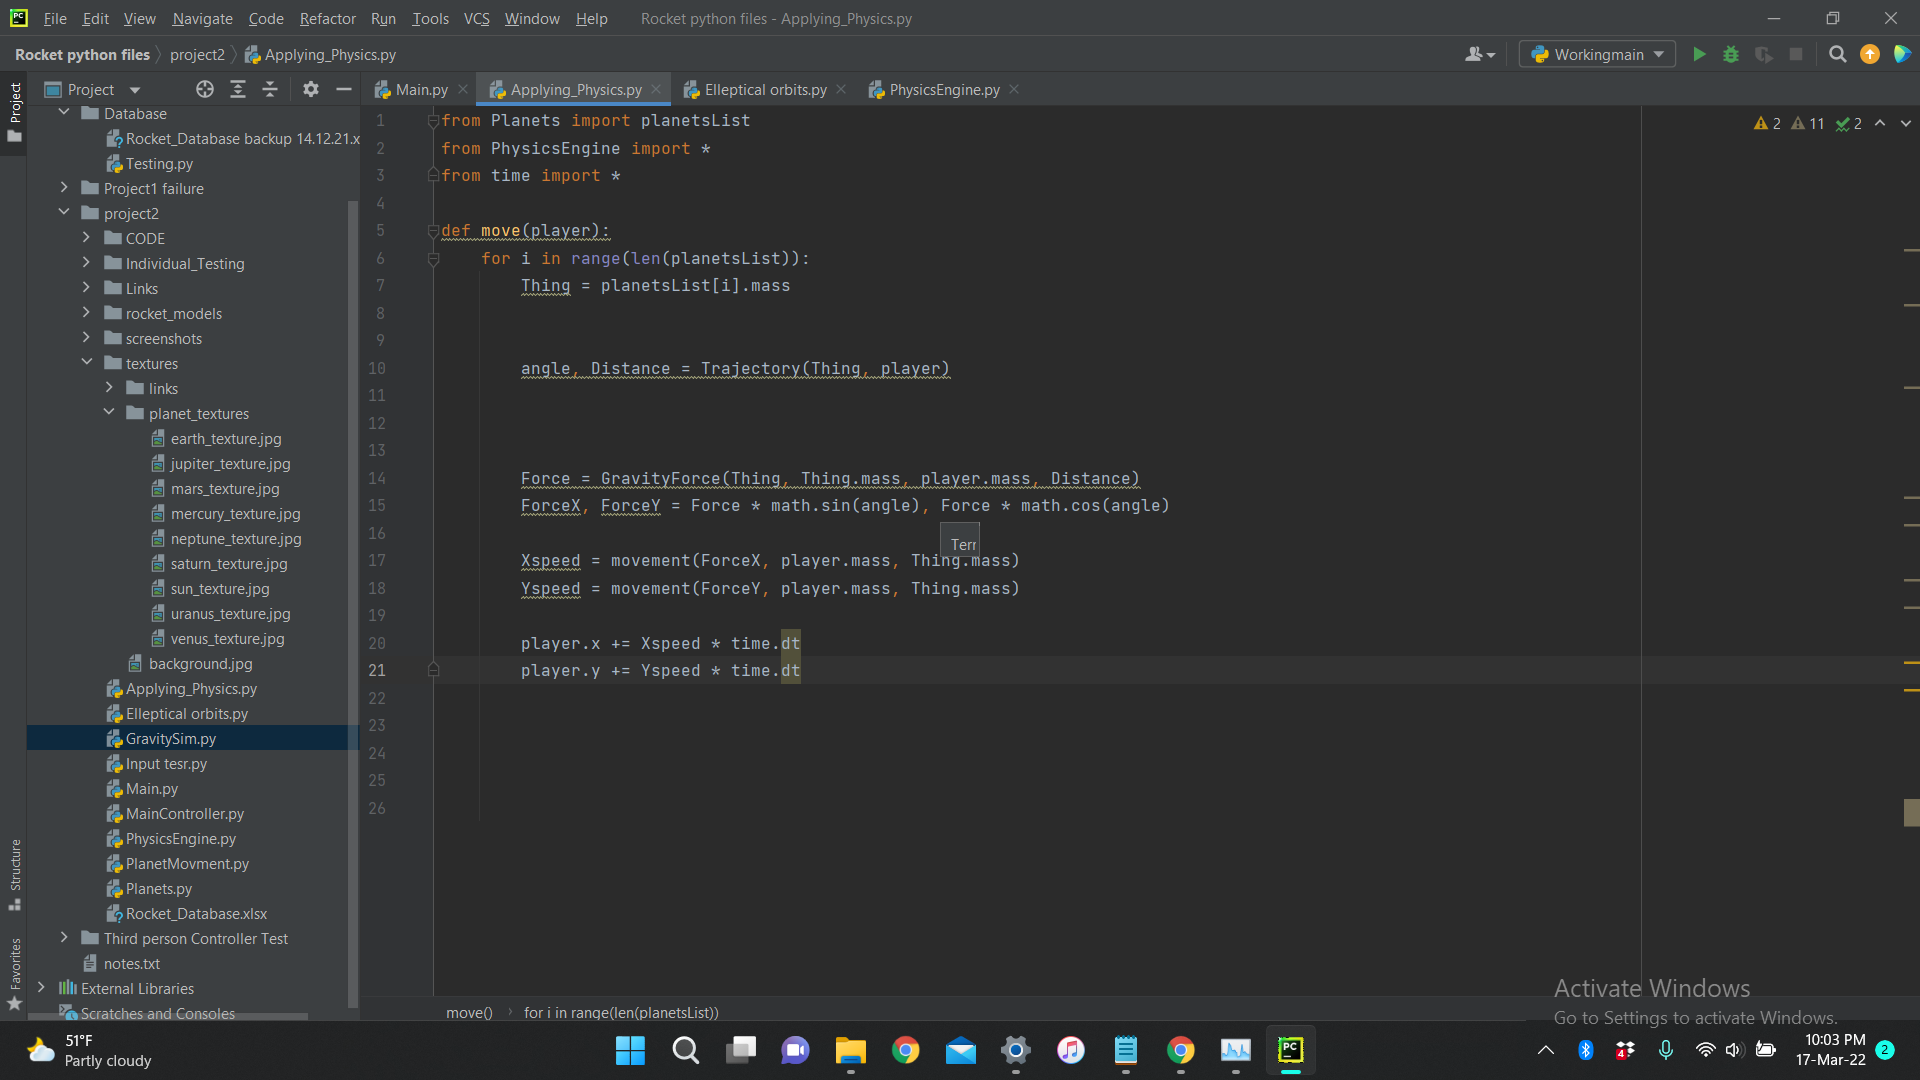 File Edit View Navigate Code Refactor Run Tools VCS Window Help Rocket python files - Applying_Physics.py
Rocket python files project2 Applying_Physics.py Workingmain
Project Main.py Applying_Physics.py Elleptical orbits.py PhysicsEngine.py
Project
Structure
Favorites
Database
Rocket_Database backup 14.12.21.x
Testing.py
Project1 failure
project2
CODE
Individual_Testing
Links
rocket_models
screenshots
textures
links
planet_textures
earth_texture.jpg
jupiter_texture.jpg
mars_texture.jpg
mercury_texture.jpg
neptune_texture.jpg
saturn_texture.jpg
sun_texture.jpg
uranus_texture.jpg
venus_texture.jpg
background.jpg
Applying_Physics.py
Elleptical orbits.py
GravitySim.py
Input tesr.py
Main.py
MainController.py
PhysicsEngine.py
PlanetMovment.py
Planets.py
Rocket_Database.xlsx
Third person Controller Test
notes.txt
External Libraries
Scratches and Consoles
2 11 2
1 from Planets import planetsList
2 from PhysicsEngine import *
3 from time import *
4
5 def move(player):
6 for i in range(len(planetsList)):
7 Thing = planetsList[i].mass
8
9
10 angle, Distance = Trajectory(Thing, player)
11
12
13
14 Force = GravityForce(Thing, Thing.mass, player.mass, Distance)
15 ForceX, ForceY = Force * math.sin(angle), Force * math.cos(angle)
16
Terr
17 Xspeed = movement(ForceX, player.mass, Thing.mass)
18 Yspeed = movement(ForceY, player.mass, Thing.mass)
19
20 player.x += Xspeed * time.dt
21 player.y += Yspeed * time.dt
22
23
24
25
26
move() for i in range(len(planetsList))
Activate Windows
Go to Settings to activate Windows.
51°F
Partly cloudy
PC
4
10:03 PM
17-Mar-22
2